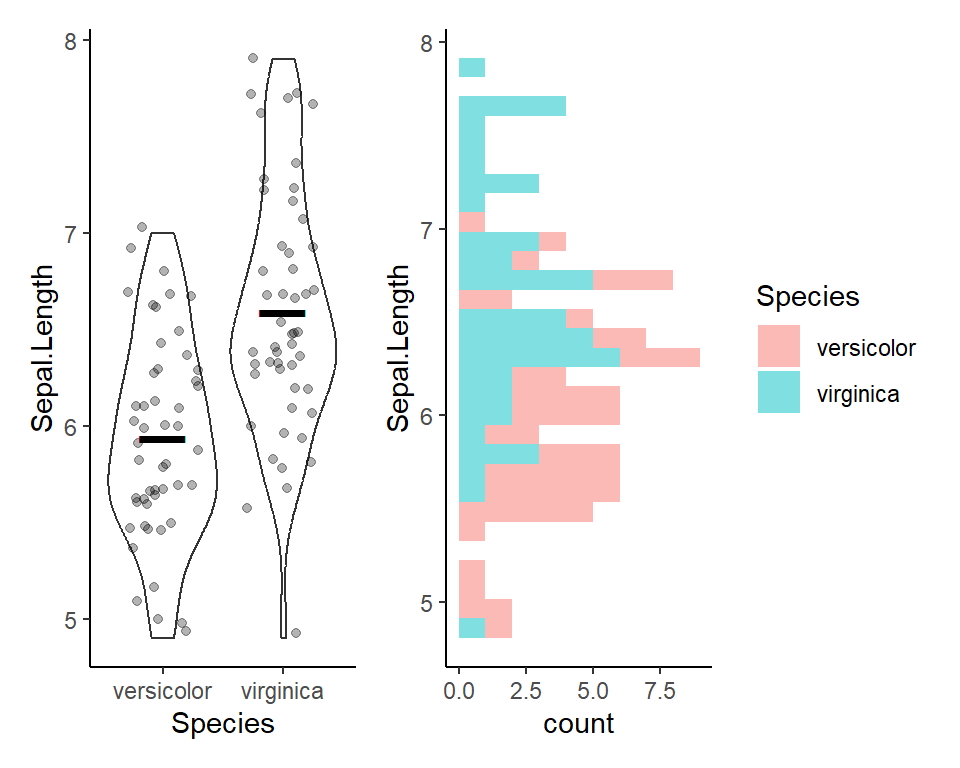 Sepal.Length
8
7
6
5
versicolor virginica
Species
Sepal.Length
8
7
6
5
0.0 2.5 5.0 7.5
count
Species
versicolor
virginica